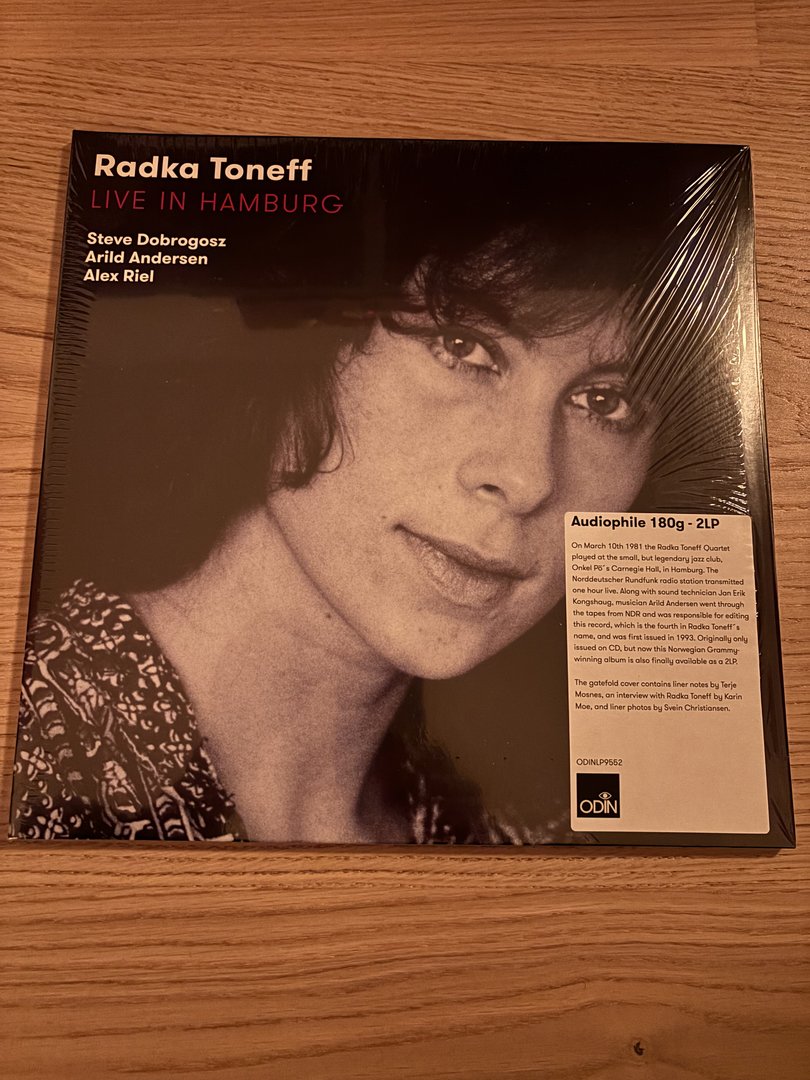 Radka Toneff
LIVE IN HAMBURG
Steve Dobrogosz
Arild Andersen
Alex Riel
Audiophile 180g - 2LP
On March 10th 1981 the Radka Toneff Quartet
played at the small, but legendary jazz club,
Onkel Pö´s Carnegie Hall, in Hamburg. The
Norddeutscher Rundfunk radio station transmitted
one hour live. Along with sound technician Jan Erik
Kongshaug, musician Arild Andersen went through
the tapes from NDR and was responsible for editing
this record, which is the fourth in Radka Toneff´s
name, and was first issued in 1993. Originally only
issued on CD, but now this Norwegian Grammy-
winning album is also finally available as a 2LP.
The gatefold cover contains liner notes by Terje
Mosnes, an interview with Radka Toneff by Karin
Moe, and liner photos by Svein Christiansen.
ODINLP9552
ODIN